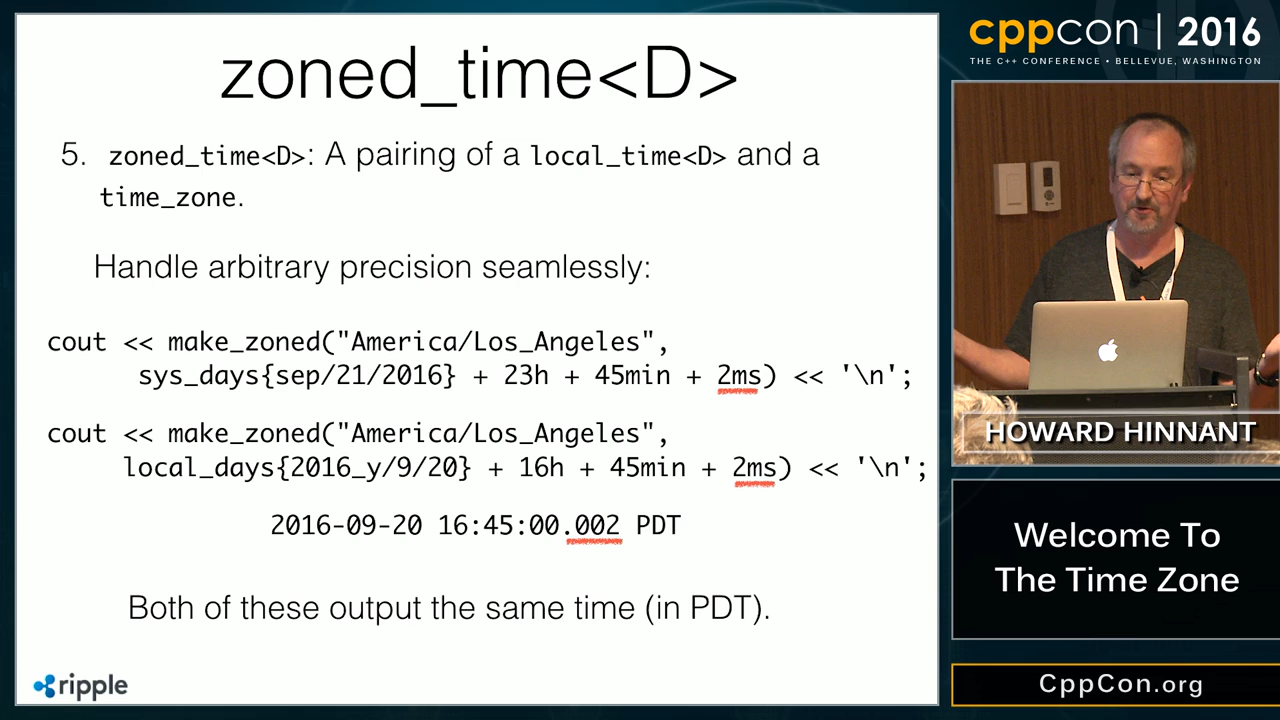 zoned_time<D>
5. zoned_time<D>: A pairing of a local_time<D> and a
time_zone.
Handle arbitrary precision seamlessly:
cout << make_zoned("America/Los_Angeles",
sys_days{sep/21/2016} + 23h + 45min + 2ms) << '\n';
cout << make_zoned("America/Los_Angeles",
local_days{2016_y/9/20} + 16h + 45min + 2ms) << '\n';
2016-09-20 16:45:00.002 PDT
Both of these output the same time (in PDT).
ripple
cppcon | 2016
THE C++ CONFERENCE • BELLEVUE, WASHINGTON
HOWARD HINNANT
Welcome To
The Time Zone
CppCon.org